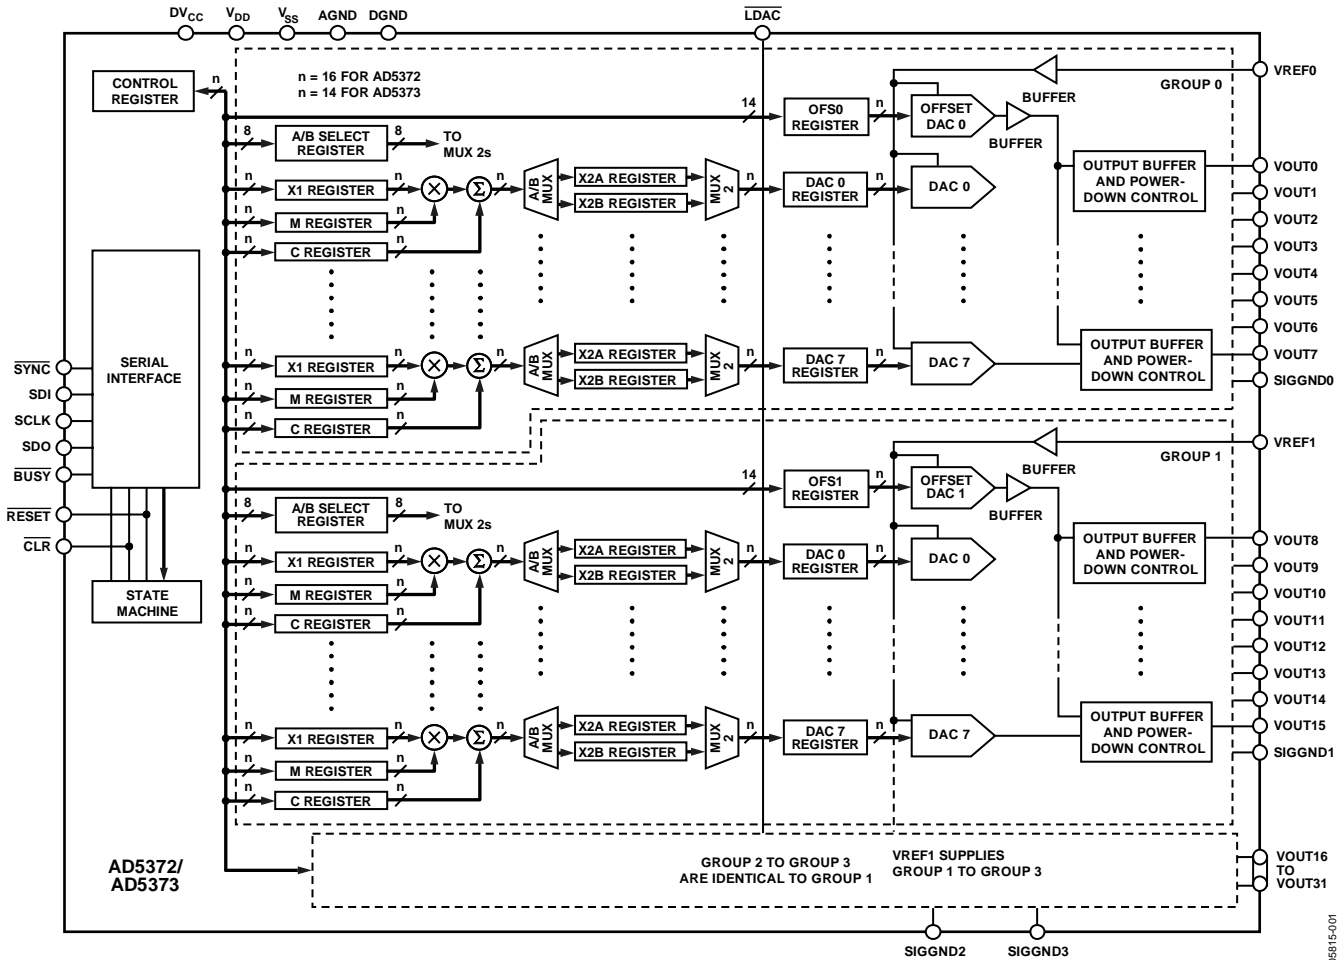 DVCC VDD VSS AGND DGND LDAC
CONTROL
REGISTER
n
n = 16 FOR AD5372
n = 14 FOR AD5373
VREF0
GROUP 0
BUFFER
14
OFS0
REGISTER
n
OFFSET
DAC 0
BUFFER
8
A/B SELECT
REGISTER
8
TO
MUX 2s
n
X1 REGISTER
n
×
Σ
n
A/B
MUX
X2A REGISTER
X2B REGISTER
MUX
2
n
DAC 0
REGISTER
n
DAC 0
OUTPUT BUFFER
AND POWER-
DOWN CONTROL
n
M REGISTER
n
n
C REGISTER
n
VOUT0
VOUT1
VOUT2
VOUT3
VOUT4
VOUT5
VOUT6
VOUT7
SIGGND0
n
X1 REGISTER
n
×
Σ
n
A/B
MUX
X2A REGISTER
X2B REGISTER
MUX
2
n
DAC 7
REGISTER
n
DAC 7
OUTPUT BUFFER
AND POWER-
DOWN CONTROL
n
M REGISTER
n
n
C REGISTER
n
SERIAL
INTERFACE
SYNC
SDI
SCLK
SDO
BUSY
RESET
CLR
STATE
MACHINE
VREF1
GROUP 1
BUFFER
14
OFS1
REGISTER
n
OFFSET
DAC 1
BUFFER
8
A/B SELECT
REGISTER
8
TO
MUX 2s
n
X1 REGISTER
n
×
Σ
n
A/B
MUX
X2A REGISTER
X2B REGISTER
MUX
2
n
DAC 0
REGISTER
n
DAC 0
OUTPUT BUFFER
AND POWER-
DOWN CONTROL
n
M REGISTER
n
n
C REGISTER
n
VOUT8
VOUT9
VOUT10
VOUT11
VOUT12
VOUT13
VOUT14
VOUT15
SIGGND1
n
X1 REGISTER
n
×
Σ
n
A/B
MUX
X2A REGISTER
X2B REGISTER
MUX
2
n
DAC 7
REGISTER
n
DAC 7
OUTPUT BUFFER
AND POWER-
DOWN CONTROL
n
M REGISTER
n
n
C REGISTER
n
AD5372/
AD5373
GROUP 2 TO GROUP 3
ARE IDENTICAL TO GROUP 1
VREF1 SUPPLIES
GROUP 1 TO GROUP 3
VOUT16
TO
VOUT31
SIGGND2 SIGGND3
05815-001